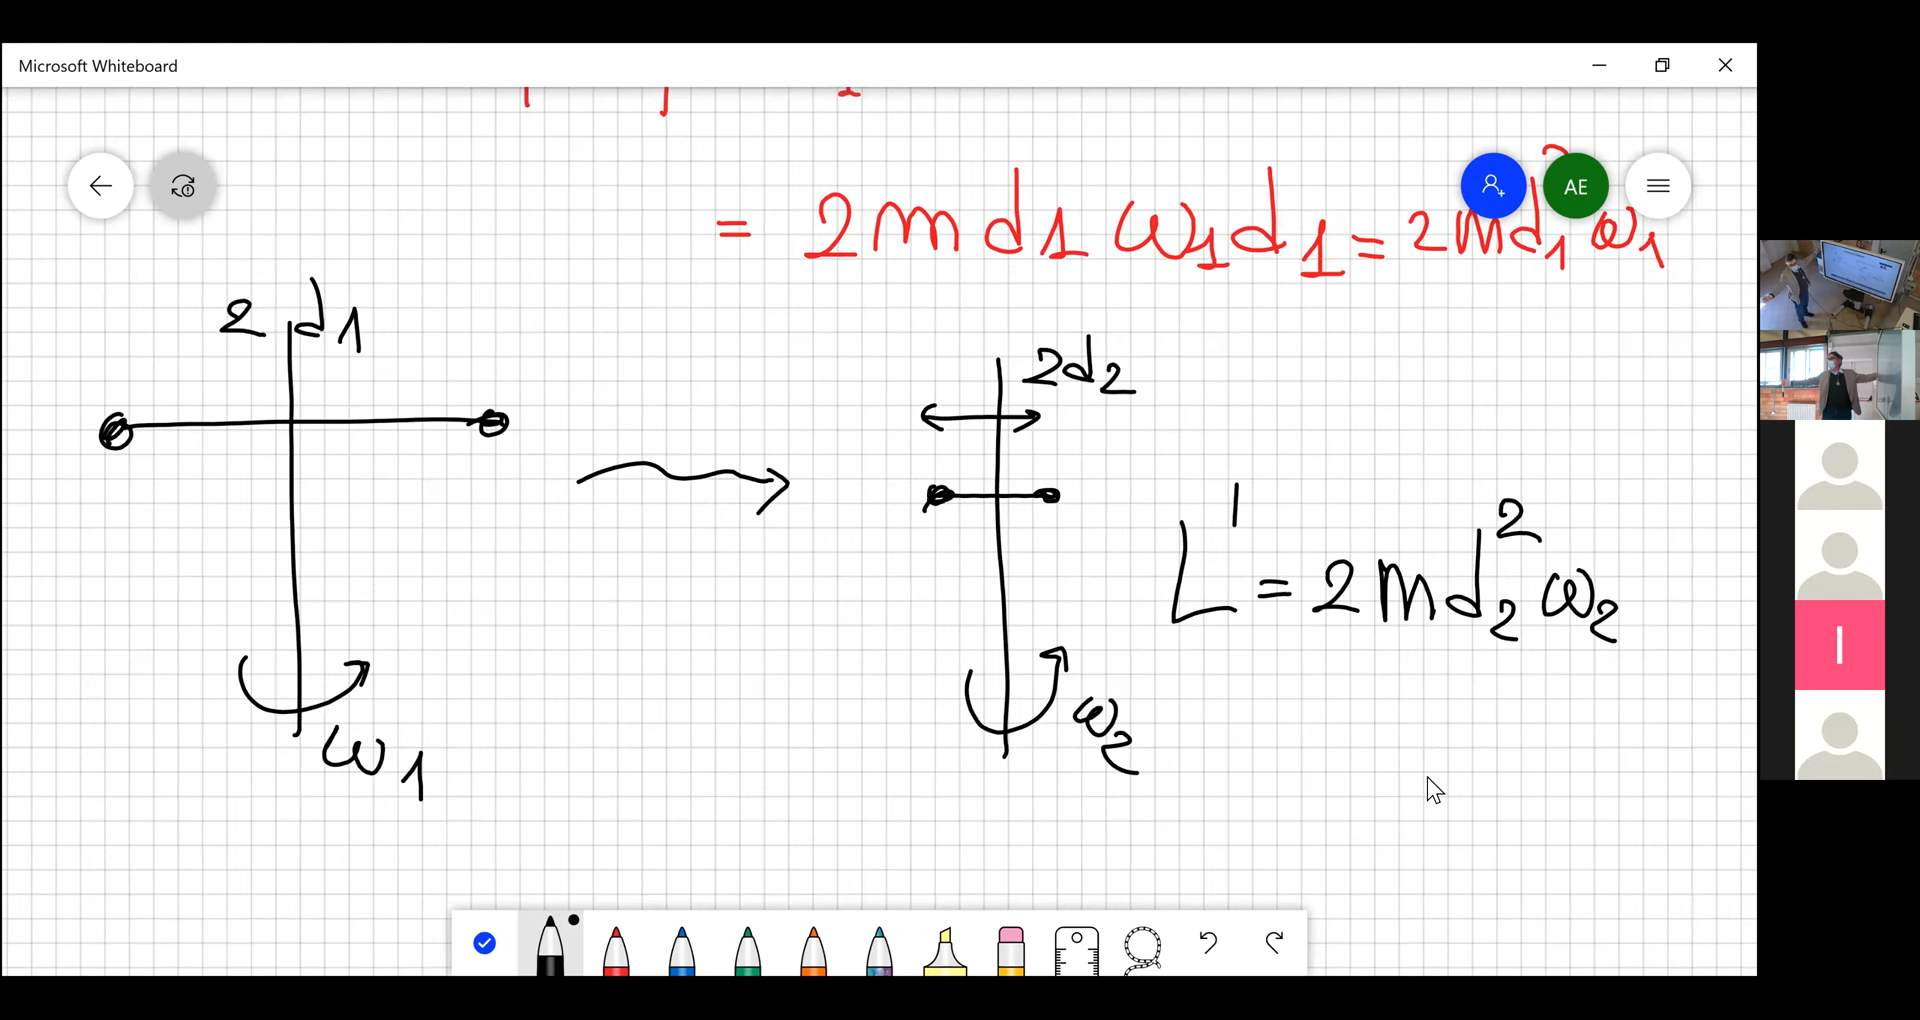 Microsoft Whiteboard
= 2md1ω1d1 = 2md₁²ω1
AE
2d1
2d2
L' = 2md₂²ω2
ω1
ω2
I